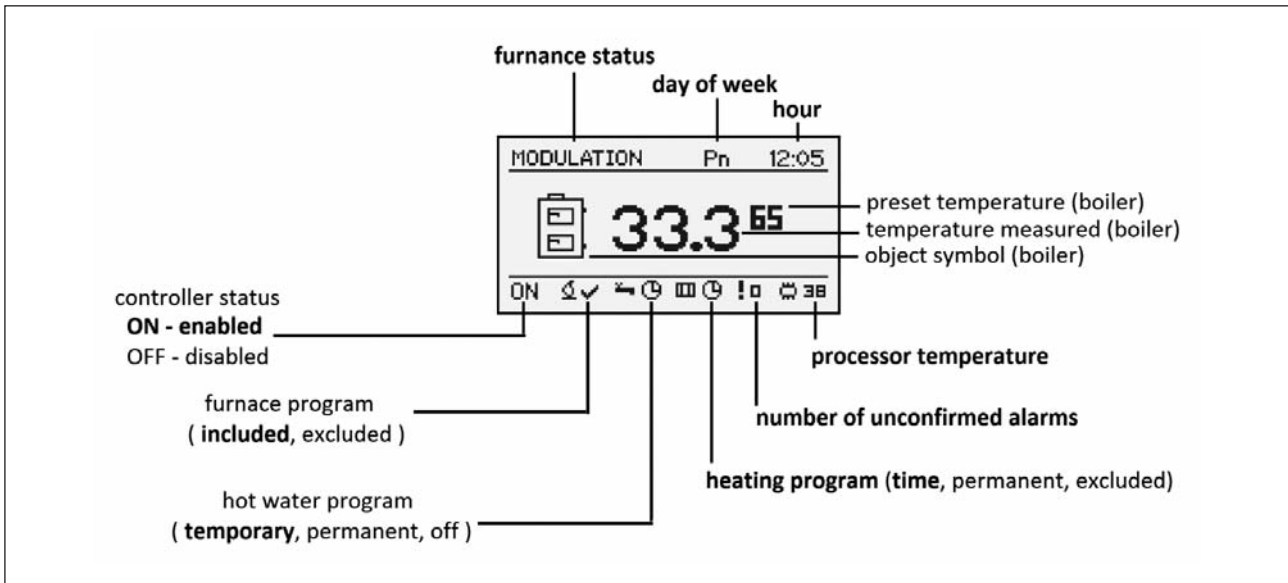 furnance status
day of week
hour
MODULATION Pn 12:05
33.3 65
preset temperature (boiler)
temperature measured (boiler)
object symbol (boiler)
ON ! 0 38
controller status
ON - enabled
OFF - disabled
processor temperature
furnace program
( included, excluded )
number of unconfirmed alarms
heating program (time, permanent, excluded)
hot water program
( temporary, permanent, off )